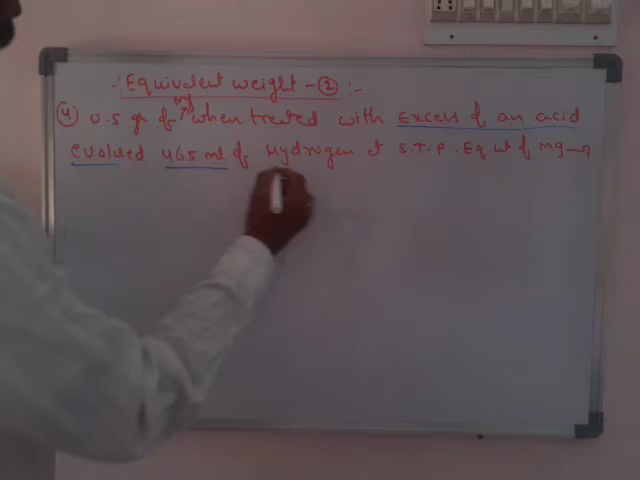 -: Equivalent weight - ② :-
④ 0.5 gr of Mg when treated with Excess of an acid
evolved 465 ml of Hydrogen at S.T.P. Eq.wt of Mg →